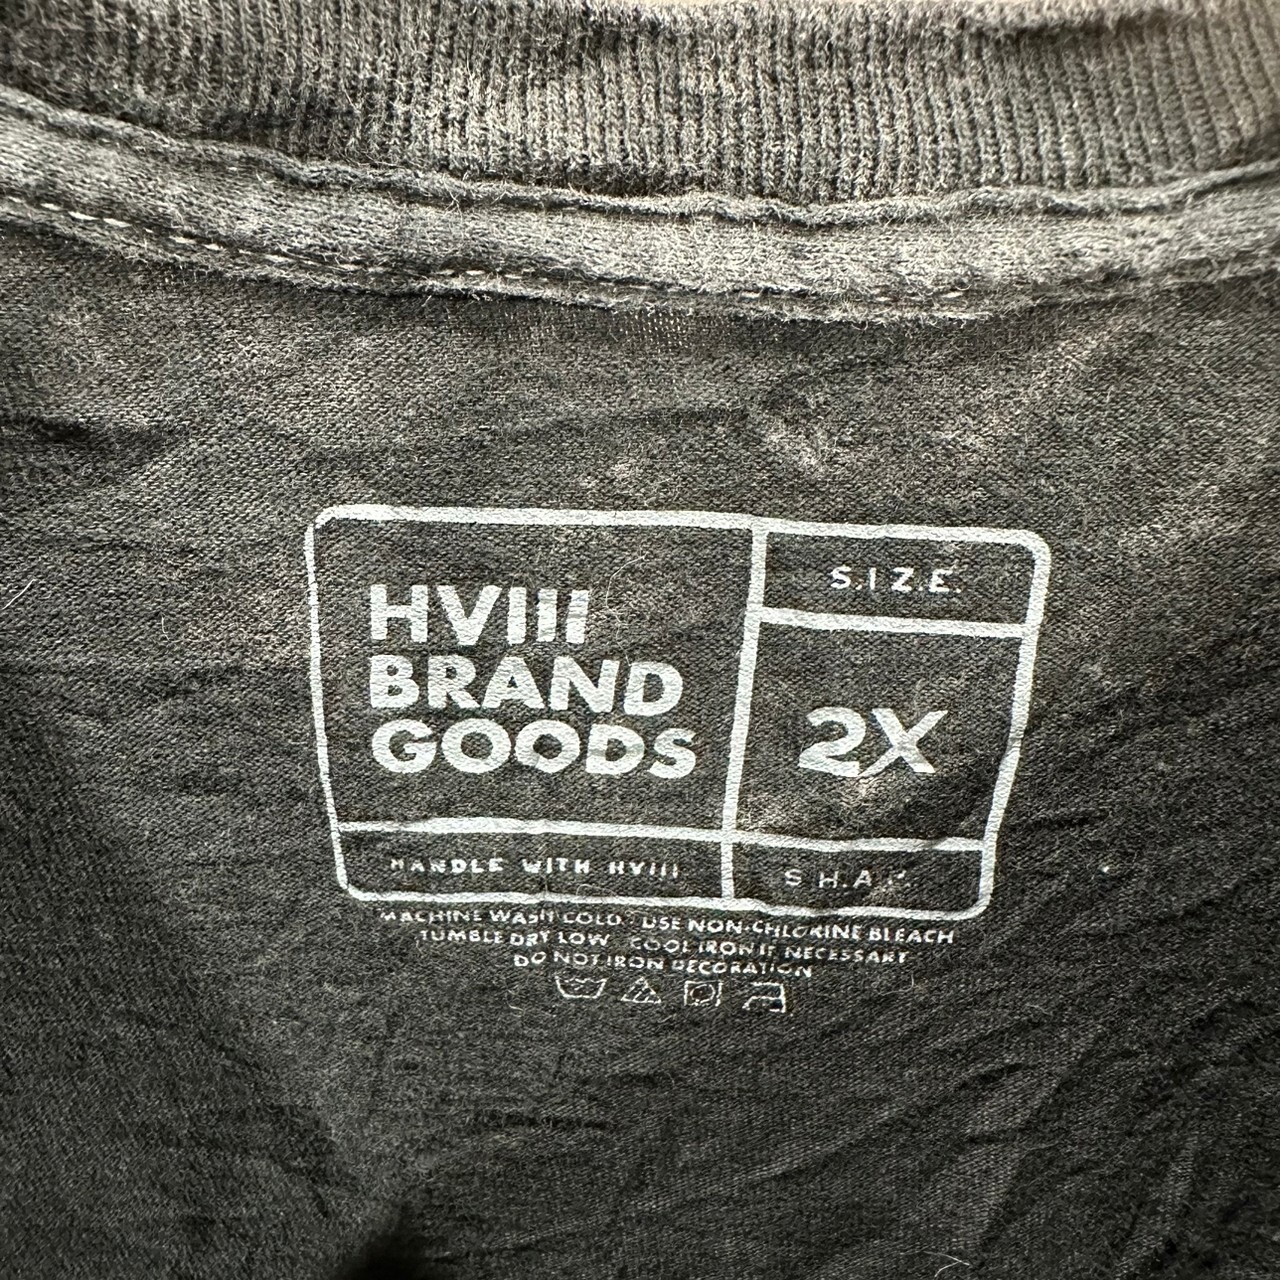 HVIII
BRAND
GOODS
S.I.Z.E.
2X
HANDLE WITH HVIII
MACHINE WASH COLD USE NON-CHLORINE BLEACH
TUMBLE DRY LOW COOL IRON IF NECESSARY
DO NOT IRON DECORATION